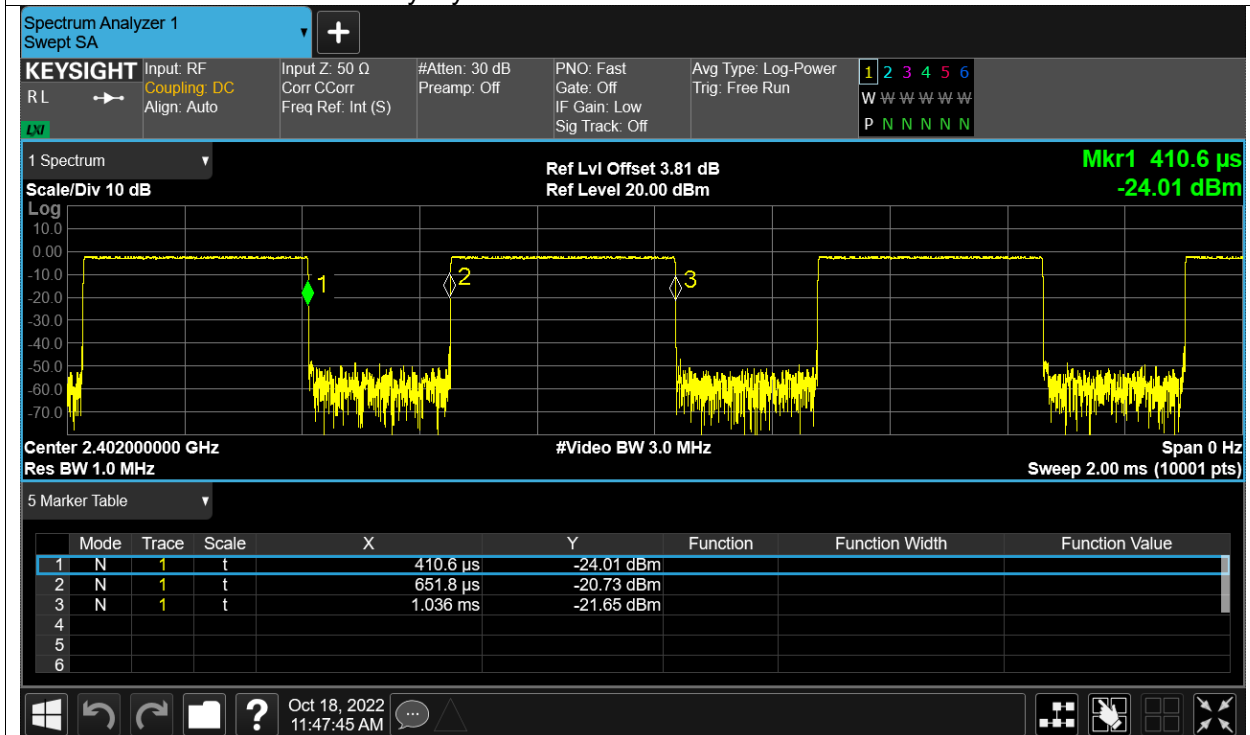 Spectrum Analyzer 1
Swept SA
+
KEYSIGHT Input: RF Input Z: 50 Ω #Atten: 30 dB PNO: Fast Avg Type: Log-Power 1 2 3 4 5 6
R L Coupling: DC Corr CCorr Preamp: Off Gate: Off Trig: Free Run W W W W W W
Align: Auto Freq Ref: Int (S) IF Gain: Low P N N N N N
LXI Sig Track: Off
1 Spectrum Ref Lvl Offset 3.81 dB Mkr1 410.6 µs
Scale/Div 10 dB Ref Level 20.00 dBm -24.01 dBm
Log
10.0
0.00
-10.0
-20.0
-30.0
-40.0
-50.0
-60.0
-70.0
1
2
3
Center 2.402000000 GHz #Video BW 3.0 MHz Span 0 Hz
Res BW 1.0 MHz Sweep 2.00 ms (10001 pts)
5 Marker Table
Mode Trace Scale X Y Function Function Width Function Value
1 N 1 t 410.6 µs -24.01 dBm
2 N 1 t 651.8 µs -20.73 dBm
3 N 1 t 1.036 ms -21.65 dBm
4
5
6
? Oct 18, 2022
11:47:45 AM